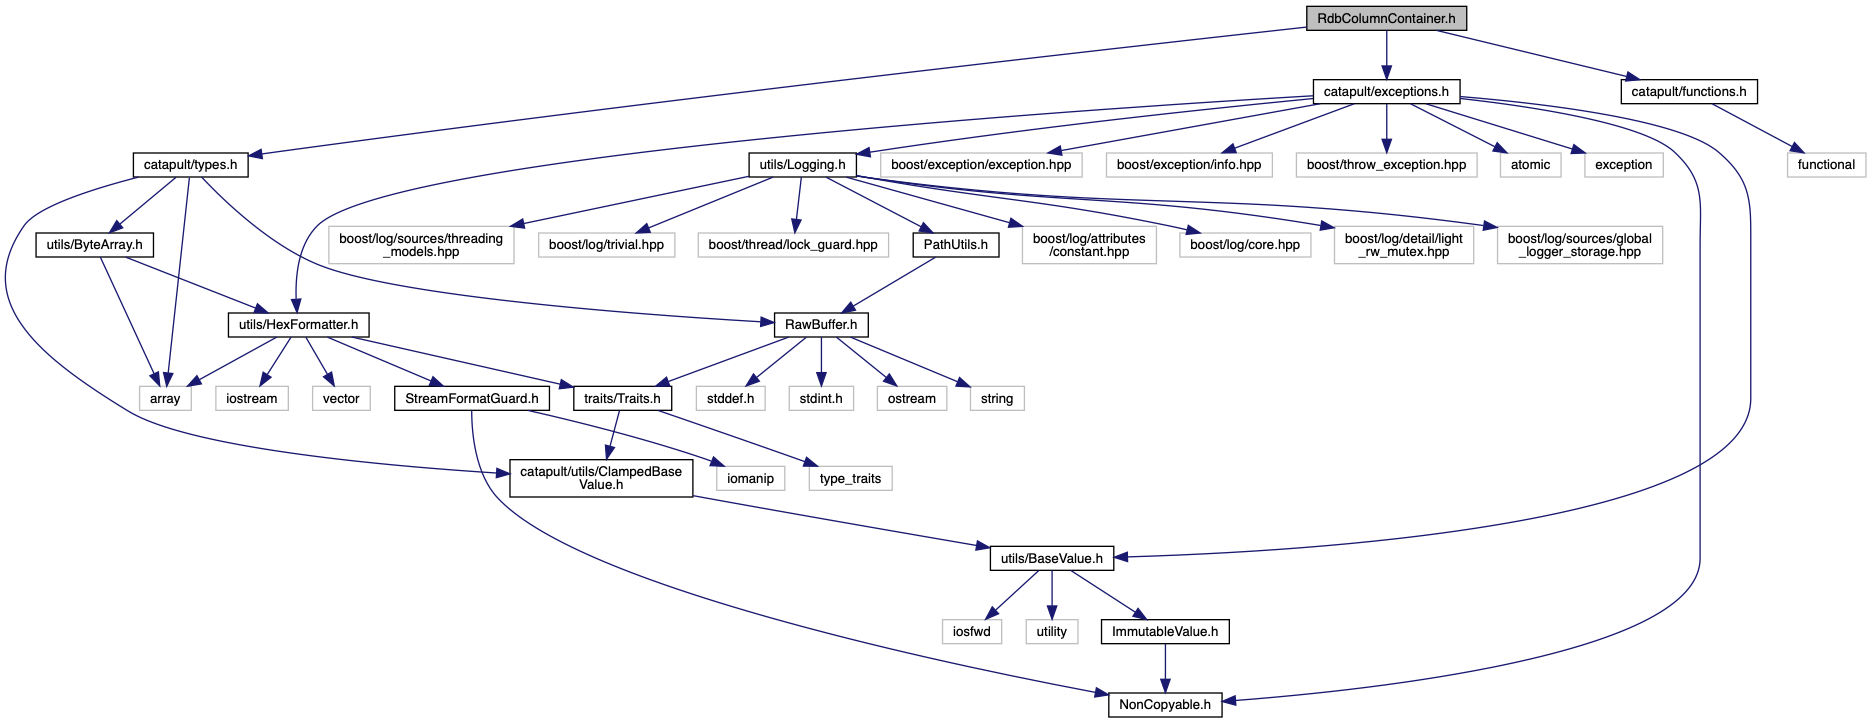 RdbColumnContainer.h
catapult/exceptions.h
catapult/functions.h
catapult/types.h
utils/Logging.h
boost/exception/exception.hpp
boost/exception/info.hpp
boost/throw_exception.hpp
atomic
exception
functional
utils/ByteArray.h
boost/log/sources/threading
_models.hpp
boost/log/trivial.hpp
boost/thread/lock_guard.hpp
PathUtils.h
boost/log/attributes
/constant.hpp
boost/log/core.hpp
boost/log/detail/light
_rw_mutex.hpp
boost/log/sources/global
_logger_storage.hpp
utils/HexFormatter.h
RawBuffer.h
array
iostream
vector
StreamFormatGuard.h
traits/Traits.h
stddef.h
stdint.h
ostream
string
catapult/utils/ClampedBase
Value.h
iomanip
type_traits
utils/BaseValue.h
iosfwd
utility
ImmutableValue.h
NonCopyable.h